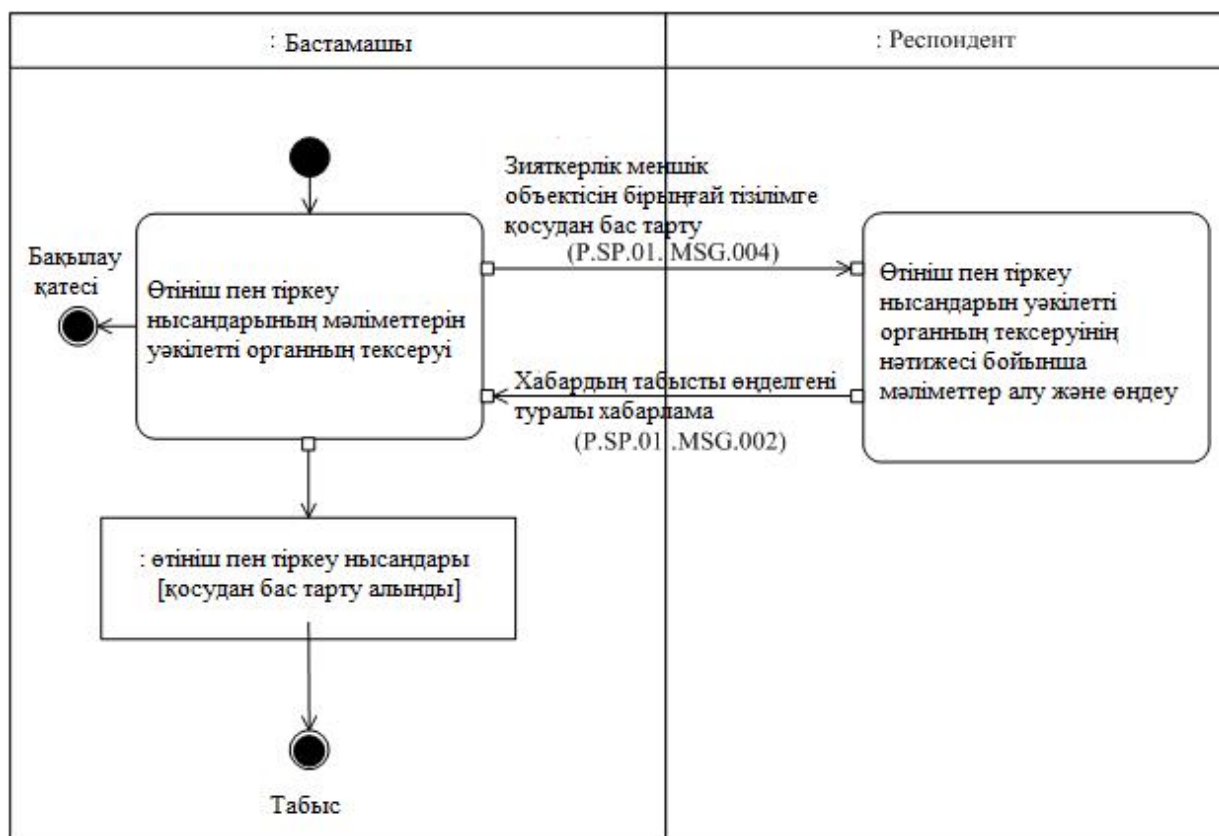 : Бастамашы
: Респондент
Зияткерлік меншік
объектісін бірыңғай тізілімге
қосудан бас тарту
(P.SP.01. MSG.004)
Бақылау
қатесі
Өтініш пен тіркеу
нысандарының мәліметтерін
уәкілетті органның тексеруі
Өтініш пен тіркеу
нысандарын уәкілетті
органның тексеруінің
нәтижесі бойынша
мәліметтер алу және өңдеу
Хабардың табысты өңделгені
туралы хабарлама
(P.SP.01 .MSG.002)
: өтініш пен тіркеу нысандары
[қосудан бас тарту алынды]
Табыс